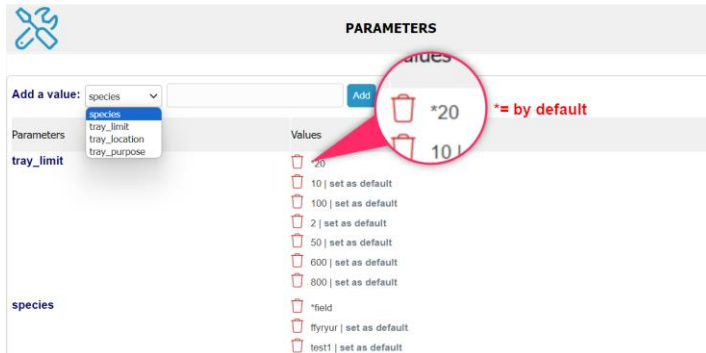 PARAMETERS
Add a value: species Add
species
tray_limit
tray_location
tray_purpose
Parameters Values
alues
*20
10 |
*= by default
tray_limit
*20
10 | set as default
100 | set as default
2 | set as default
50 | set as default
600 | set as default
800 | set as default
species
*field
ffyryur | set as default
test1 | set as default